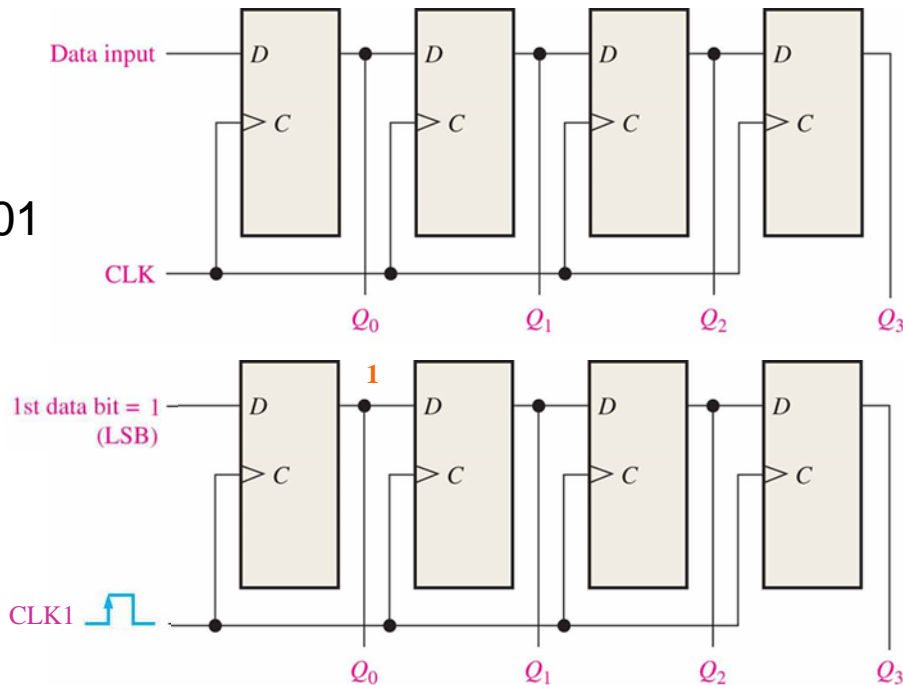 Data input
D
D
D
D
C
C
C
C
01
CLK
Q0 Q1 Q2 Q3
1
1st data bit = 1
(LSB)
D
D
D
D
C
C
C
C
CLK1
Q0 Q1 Q2 Q3